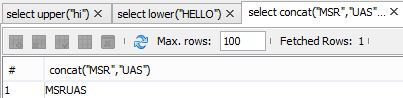 select upper("hi") select lower("HELLO") select concat("MSR","UAS"...
Max. rows: 100 Fetched Rows: 1
# concat("MSR","UAS")
1 MSRUAS